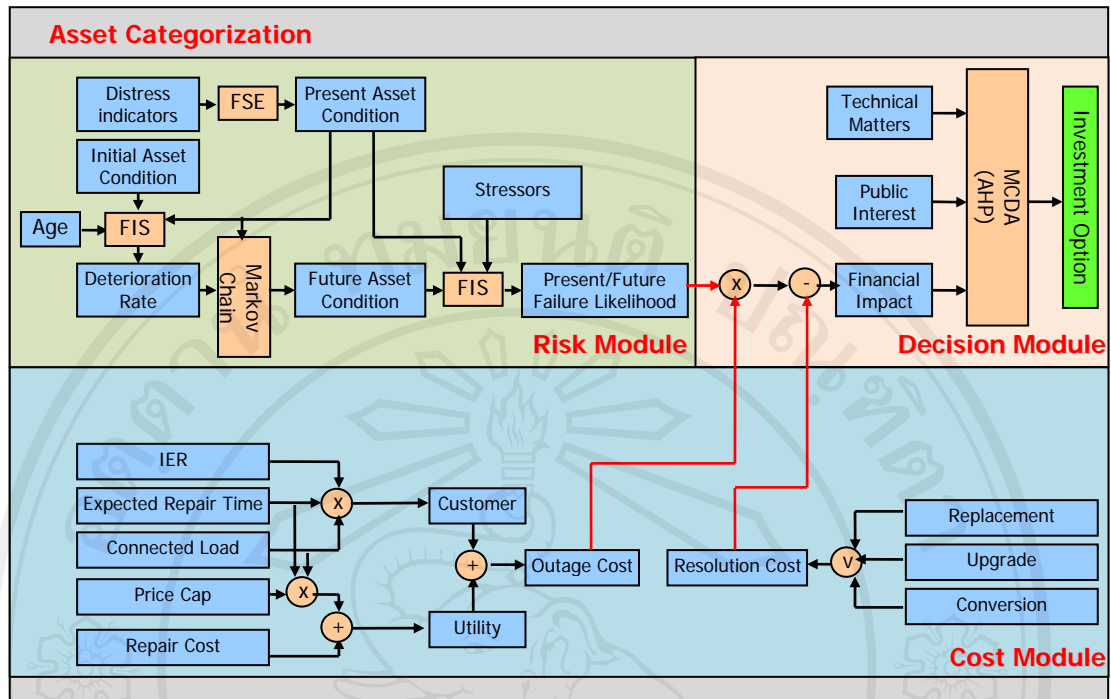 Asset Categorization
Distress
indicators
FSE
Present Asset
Condition
Initial Asset
Condition
Stressors
Age
FIS
Deterioration
Rate
Markov
Chain
Future Asset
Condition
FIS
Present/Future
Failure Likelihood
Risk Module
Technical
Matters
Public
Interest
x
-
Financial
Impact
MCDA
(AHP)
Investment Option
Decision Module
IER
Expected Repair Time
Connected Load
Price Cap
Repair Cost
x
x
+
Customer
+
Utility
Outage Cost
Resolution Cost
v
Replacement
Upgrade
Conversion
Cost Module